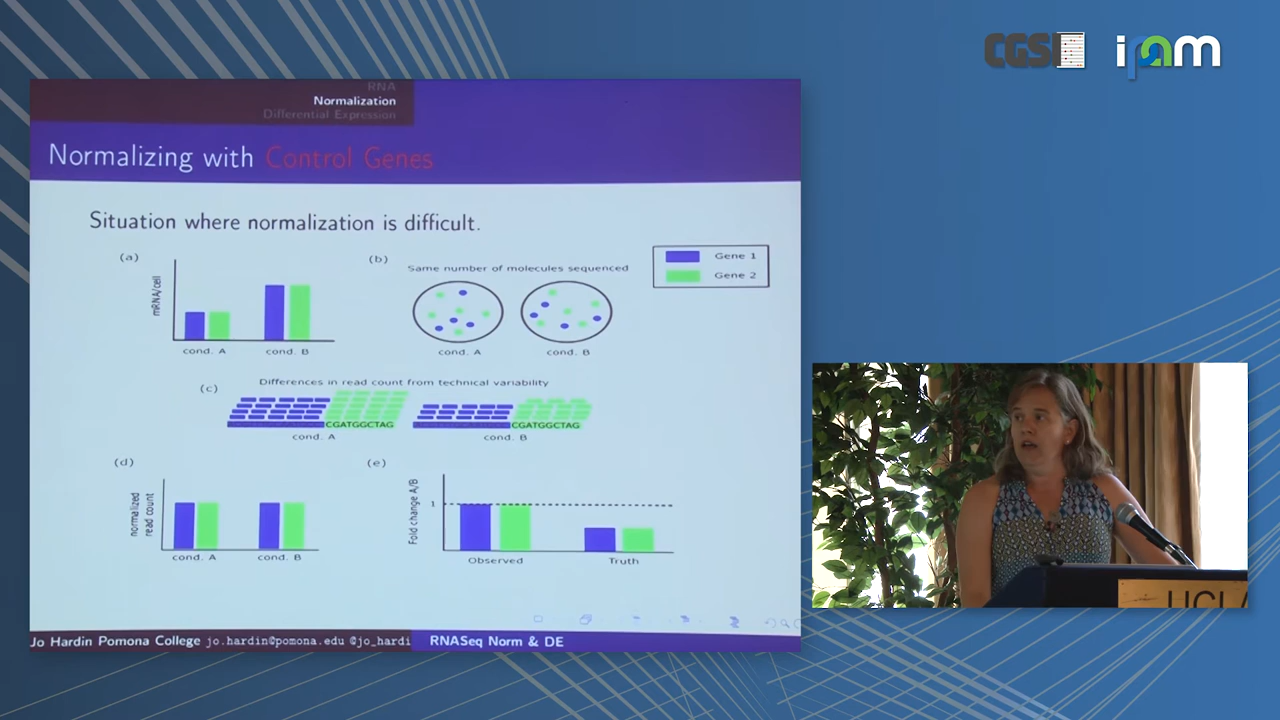 CGSI
ipam
RNA
Normalization
Differential Expression
Normalizing with Control Genes
Situation where normalization is difficult.
(a)
mRNA/cell
cond. A
cond. B
(b)
Same number of molecules sequenced
cond. A
cond. B
Gene 1
Gene 2
(c)
Differences in read count from technical variability
CGATGGCTAG
CGATGGCTAG
cond. A
cond. B
(d)
normalized
read count
cond. A
cond. B
(e)
Fold change A/B
1
Observed
Truth
Jo Hardin Pomona College jo.hardin@pomona.edu @jo_hardi
RNASeq Norm & DE
UCLA